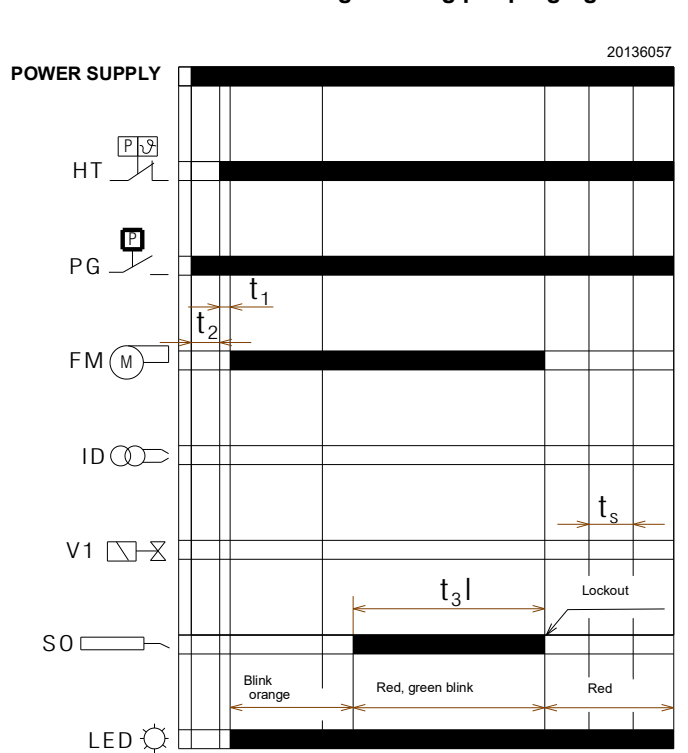 20136057
POWER SUPPLY
P ϑ
HT
P
PG
t1
t2
FM M
ID
ts
V1
t3l
Lockout
SO
Blink
orange
Red, green blink
Red
LED